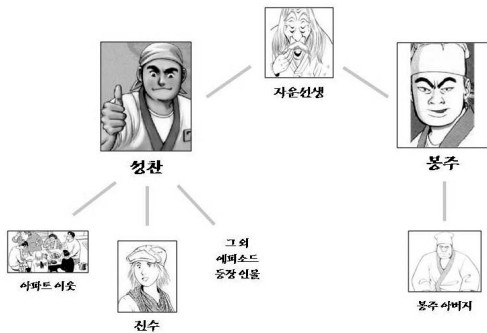 자운선생
성찬
봉주
아파트 이웃
진수
그 외
에피소드
등장 인물
봉주 아버지